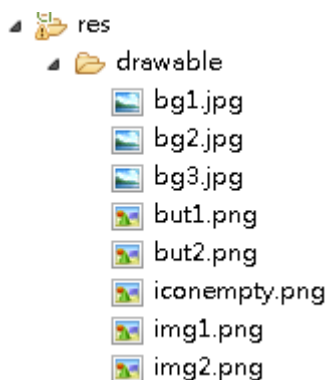 res
drawable
bg1.jpg
bg2.jpg
bg3.jpg
but1.png
but2.png
iconempty.png
img1.png
img2.png